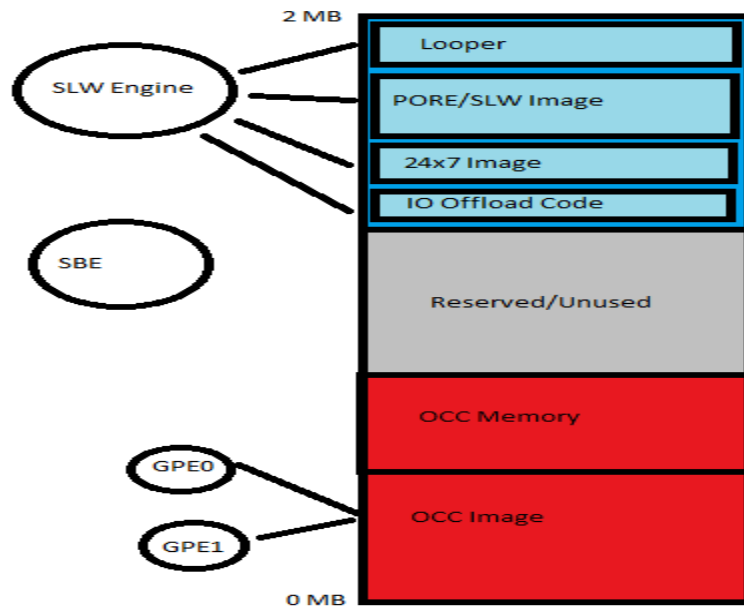 2 MB
Looper
SLW Engine
PORE/SLW Image
24x7 Image
IO Offload Code
SBE
Reserved/Unused
OCC Memory
GPE0
OCC Image
GPE1
0 MB